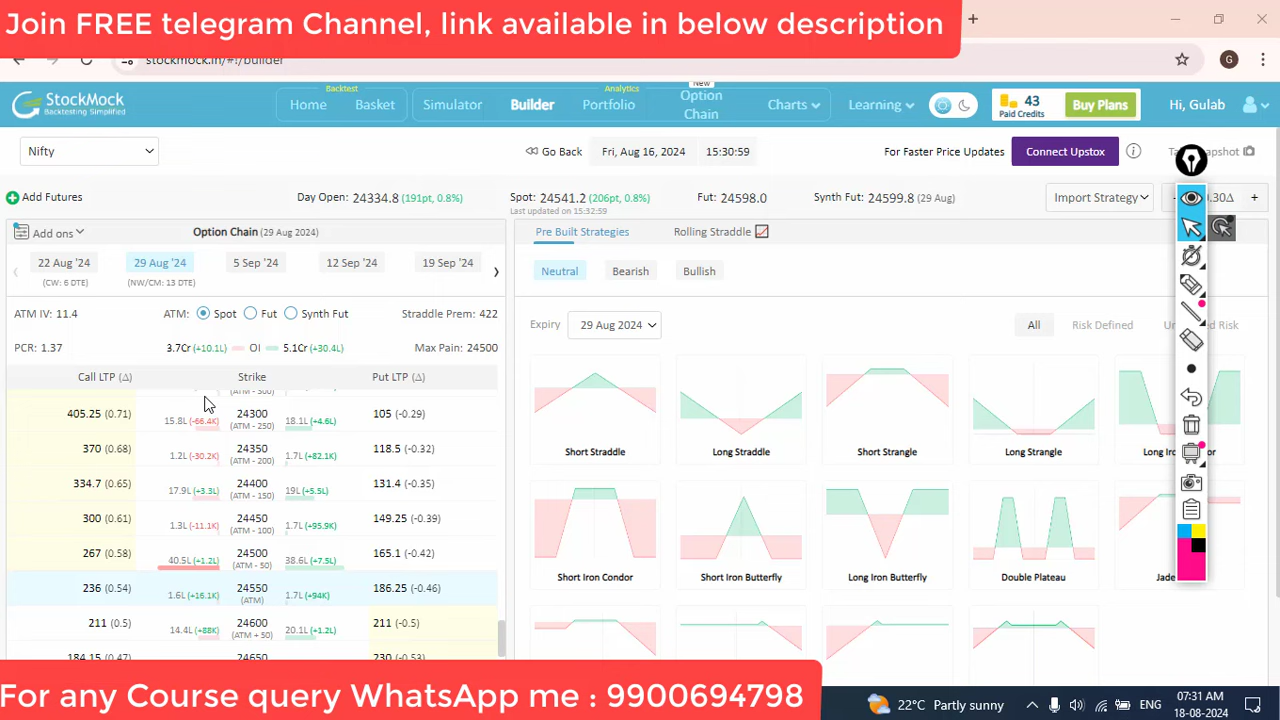 Join FREE telegram Channel, link available in below description
stockmock.in/#!/builder
G
StockMock
Backtesting Simplified
Backtest
Home Basket
Simulator
Builder
Analytics
Portfolio
New
Option Chain
Charts
Learning
43
Paid Credits
Buy Plans
Hi, Gulab
Nifty
Go Back
Fri, Aug 16, 2024
15:30:59
For Faster Price Updates
Connect Upstox
Add Futures
Day Open: 24334.8 (191pt, 0.8%)
Spot: 24541.2 (206pt, 0.8%)
Last updated on 15:32:59
Fut: 24598.0
Synth Fut: 24599.8 (29 Aug)
Import Strategy
+
Add ons
Option Chain (29 Aug '24)
22 Aug '24
(CW: 6 DTE)
29 Aug '24
(NW/CM: 13 DTE)
5 Sep '24
12 Sep '24
19 Sep '24
ATM IV: 11.4
ATM: Spot Fut Synth Fut
Straddle Prem: 422
PCR: 1.37
3.7Cr (+10.1L) OI 5.1Cr (+30.4L)
Max Pain: 24500
Call LTP (Δ) Strike Put LTP (Δ)
(ATM - 300)
405.25 (0.71) 15.8L (-66.4K) 24300 (ATM - 250) 18.1L (+4.6L) 105 (-0.29)
370 (0.68) 1.2L (-30.2K) 24350 (ATM - 200) 1.7L (+82.1K) 118.5 (-0.32)
334.7 (0.65) 17.9L (+3.3L) 24400 (ATM - 150) 19L (+5.5L) 131.4 (-0.35)
300 (0.61) 1.3L (-11.1K) 24450 (ATM - 100) 1.7L (+95.9K) 149.25 (-0.39)
267 (0.58) 40.5L (+1.2L) 24500 (ATM - 50) 38.6L (+7.5L) 165.1 (-0.42)
236 (0.54) 1.6L (+16.1K) 24550 (ATM) 1.7L (+94K) 186.25 (-0.46)
211 (0.5) 14.4L (+88K) 24600 (ATM + 50) 20.1L (+1.2L) 211 (-0.5)
184.15 (0.47) 24650 230 (-0.53)
Pre Built Strategies
Rolling Straddle
Neutral
Bearish
Bullish
Expiry
29 Aug 2024
All
Risk Defined
Short Straddle
Long Straddle
Short Strangle
Long Strangle
Short Iron Condor
Short Iron Butterfly
Long Iron Butterfly
Double Plateau
For any Course query WhatsApp me : 9900694798
22°C Partly sunny
ENG
07:31 AM
18-08-2024